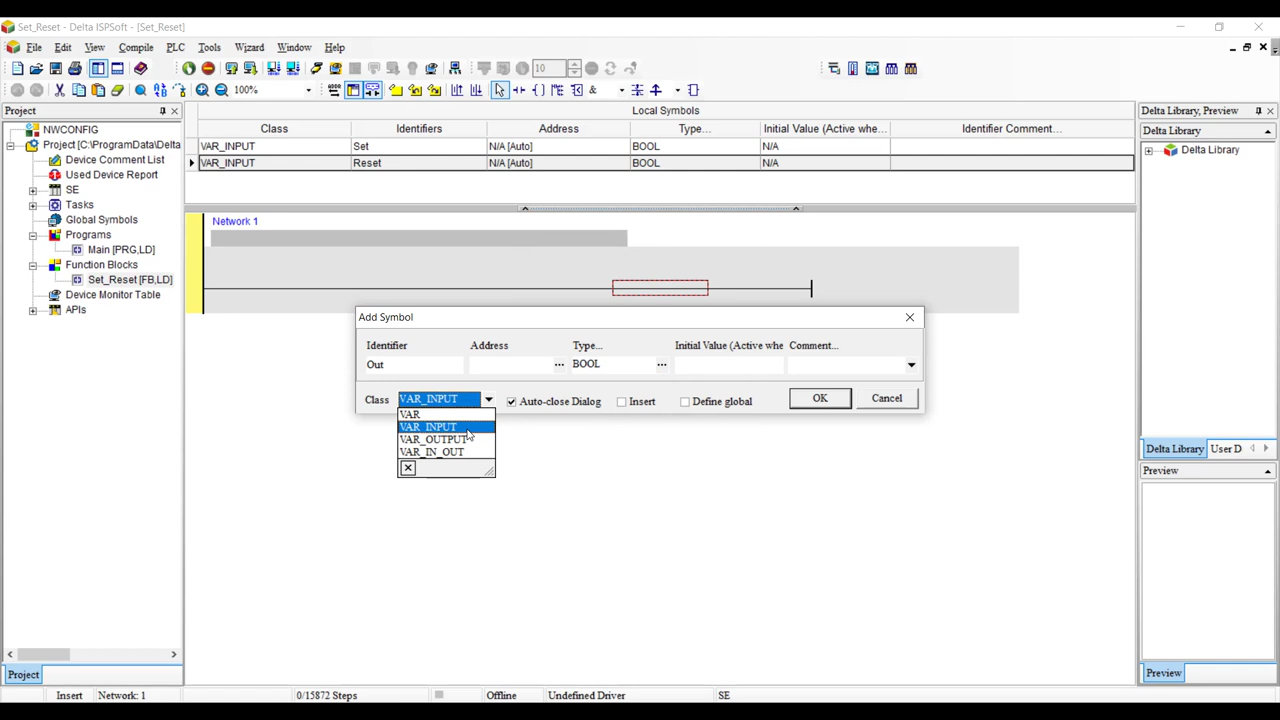 Set_Reset - Delta ISPSoft - [Set_Reset]
File Edit View Compile PLC Tools Wizard Window Help
10
100%
&
Project
NWCONFIG
Project [C:\ProgramData\Delta
Device Comment List
Used Device Report
SE
Tasks
Global Symbols
Programs
Main [PRG,LD]
Function Blocks
Set_Reset [FB,LD]
Device Monitor Table
APIs
Project
Local Symbols
Class Identifiers Address Type... Initial Value (Active whe... Identifier Comment...
VAR_INPUT Set N/A [Auto] BOOL N/A
VAR_INPUT Reset N/A [Auto] BOOL N/A
Network 1
Add Symbol
Identifier Address Type... Initial Value (Active whe Comment...
Out BOOL
Class VAR_INPUT Auto-close Dialog Insert Define global OK Cancel
VAR
VAR_INPUT
VAR_OUTPUT
VAR_IN_OUT
Delta Library, Preview
Delta Library
Delta Library
Delta Library User D
Preview
Preview
Insert Network: 1 0/15872 Steps Offline Undefined Driver SE